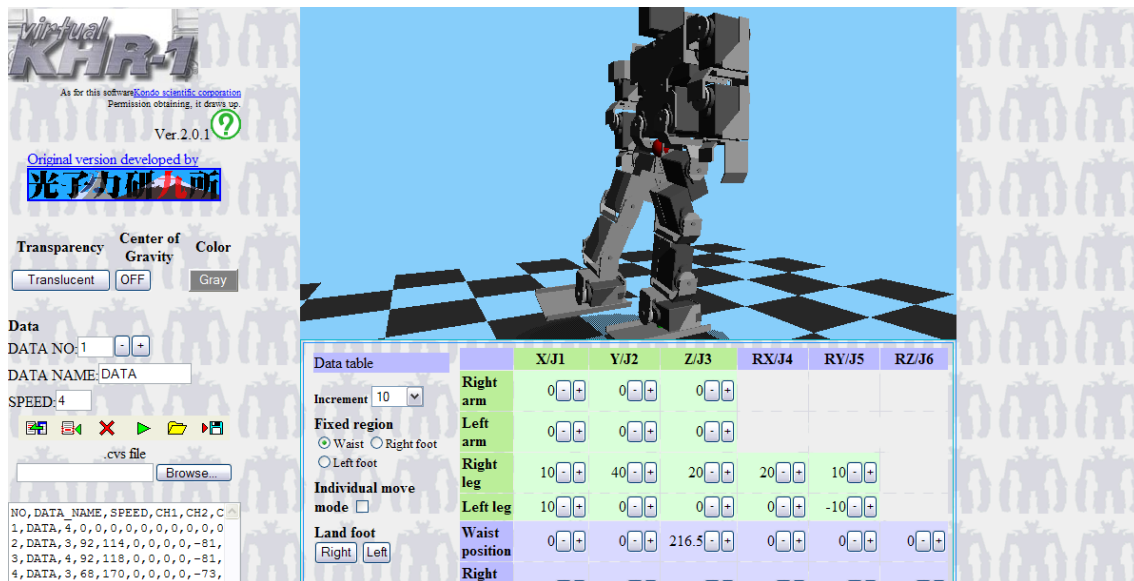 virtual
KHR-1
As for this softwareKondo scientific corporation
Permission obtaining, it draws up.
Ver.2.0.1
Original version developed by
光子力研九所
Transparency Center of Gravity Color
Translucent OFF Gray
Data
DATA NO: 1 - +
DATA NAME: DATA
SPEED: 4
.cvs file
Browse...
NO,DATA_NAME,SPEED,CH1,CH2,C
1,DATA,4,0,0,0,0,0,0,0,0,0
2,DATA,3,92,114,0,0,0,0,-81,
3,DATA,4,92,118,0,0,0,0,-81,
4,DATA,3,68,170,0,0,0,0,-73,
Data table
Increment 10
Fixed region
Waist Right foot
Left foot
Individual move
mode
Land foot
Right Left
X/J1 Y/J2 Z/J3 RX/J4 RY/J5 RZ/J6
Right arm 0 - + 0 - + 0 - +
Left arm 0 - + 0 - + 0 - +
Right leg 10 - + 40 - + 20 - + 20 - + 10 - +
Left leg 10 - + 0 - + 0 - + 0 - + -10 - +
Waist position 0 - + 0 - + 216.5 - + 0 - + 0 - + 0 - +
Right